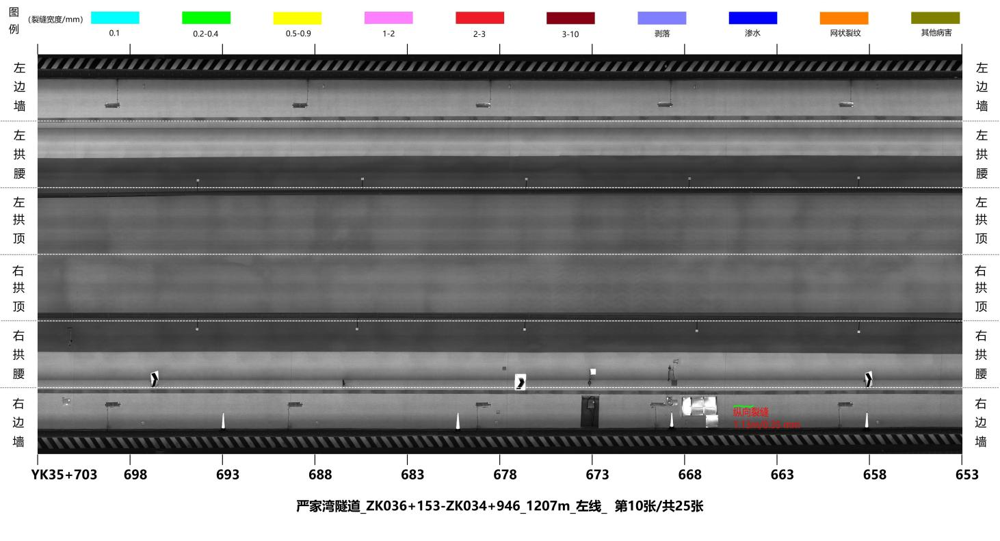 图例
(裂缝宽度/mm)
0.1 0.2-0.4 0.5-0.9 1-2 2-3 3-10 剥落 渗水 网状裂纹 其他病害
左边墙 左边墙
左拱腰 左拱腰
左拱顶 左拱顶
右拱顶 右拱顶
右拱腰 右拱腰
右边墙 右边墙
纵向裂缝
YK35+703 698 693 688 683 678 673 668 663 658 653
严家湾隧道_ZK036+153-ZK034+946_1207m_左线_ 第10张/共25张